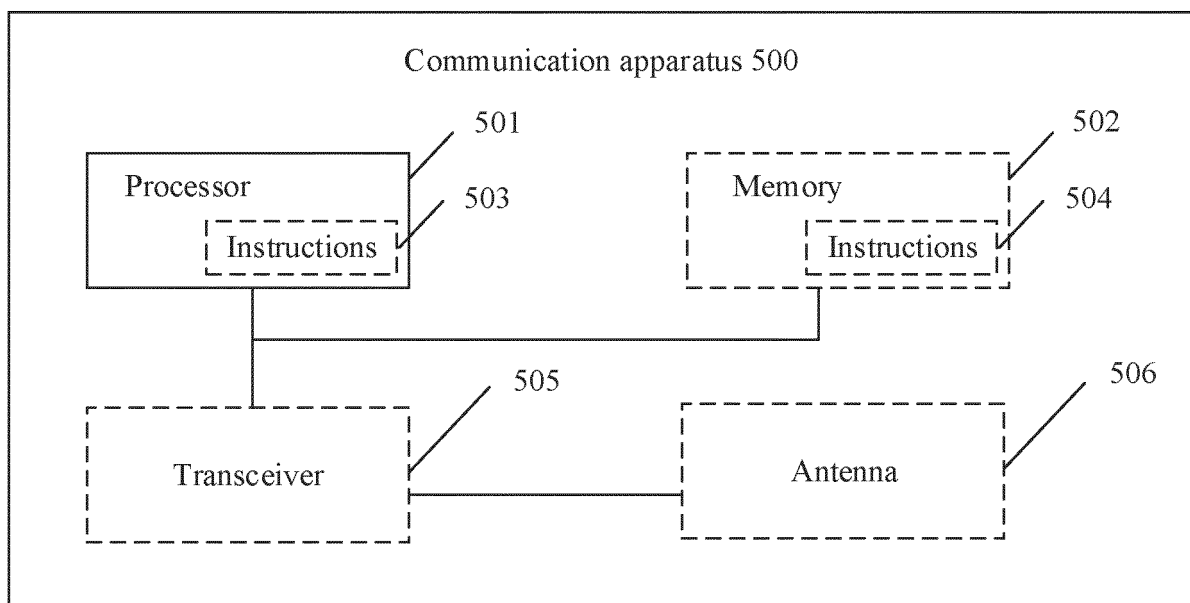 Communication apparatus 500
501
502
Processor
Memory
503
504
Instructions
Instructions
505
506
Transceiver
Antenna